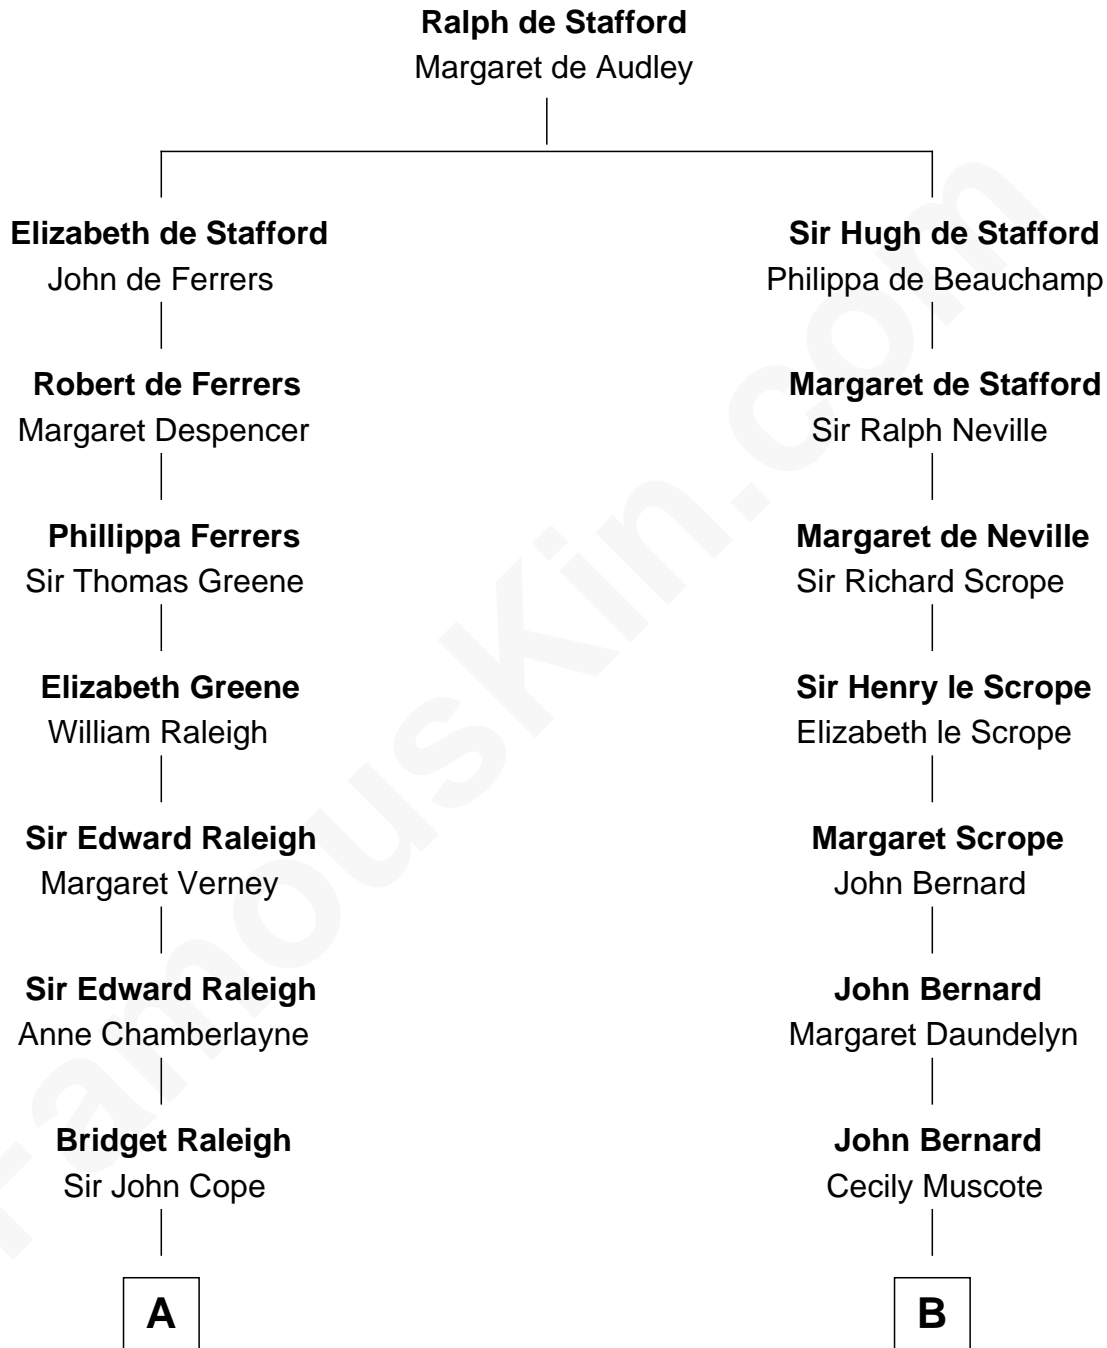 Ralph de Stafford
Margaret de Audley
Elizabeth de Stafford
John de Ferrers
Sir Hugh de Stafford
Philippa de Beauchamp
Robert de Ferrers
Margaret Despencer
Margaret de Stafford
Sir Ralph Neville
Phillippa Ferrers
Sir Thomas Greene
Margaret de Neville
Sir Richard Scrope
Elizabeth Greene
William Raleigh
Sir Henry le Scrope
Elizabeth le Scrope
Sir Edward Raleigh
Margaret Verney
Margaret Scrope
John Bernard
Sir Edward Raleigh
Anne Chamberlayne
John Bernard
Margaret Daundelyn
Bridget Raleigh
Sir John Cope
John Bernard
Cecily Muscote
A
B
FamousKin.com